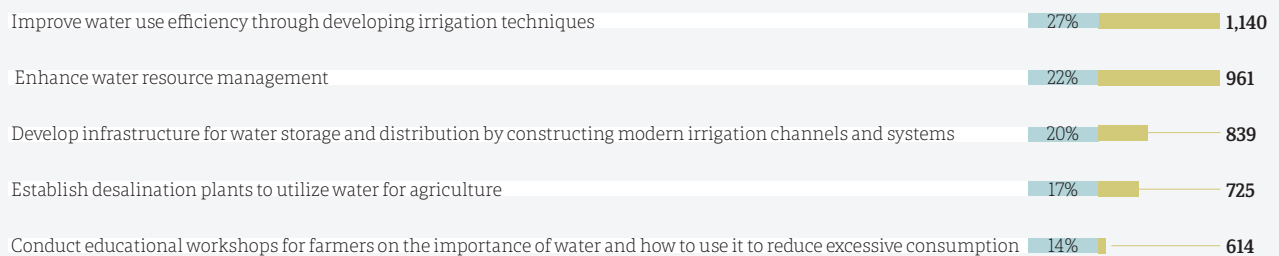 Improve water use efficiency through developing irrigation techniques 27% 1,140
Enhance water resource management 22% 961
Develop infrastructure for water storage and distribution by constructing modern irrigation channels and systems 20% 839
Establish desalination plants to utilize water for agriculture 17% 725
Conduct educational workshops for farmers on the importance of water and how to use it to reduce excessive consumption 14% 614